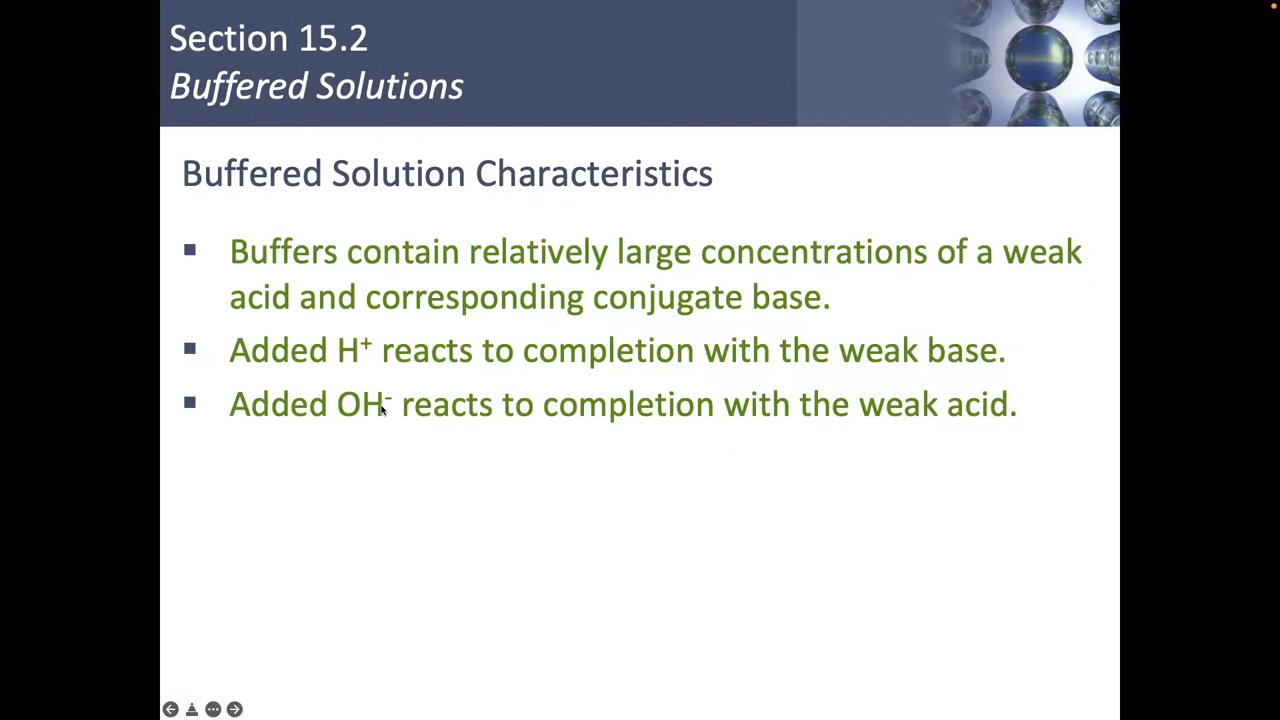 Section 15.2
Buffered Solutions
Buffered Solution Characteristics
▪ Buffers contain relatively large concentrations of a weak
acid and corresponding conjugate base.
▪ Added H⁺ reacts to completion with the weak base.
▪ Added OH⁻ reacts to completion with the weak acid.